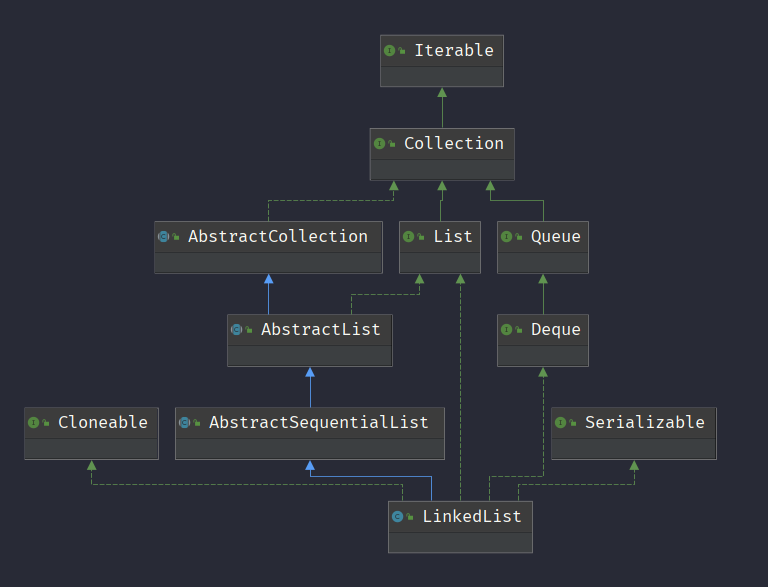 Iterable
Collection
AbstractCollection
List
Queue
AbstractList
Deque
Cloneable
AbstractSequentialList
Serializable
LinkedList